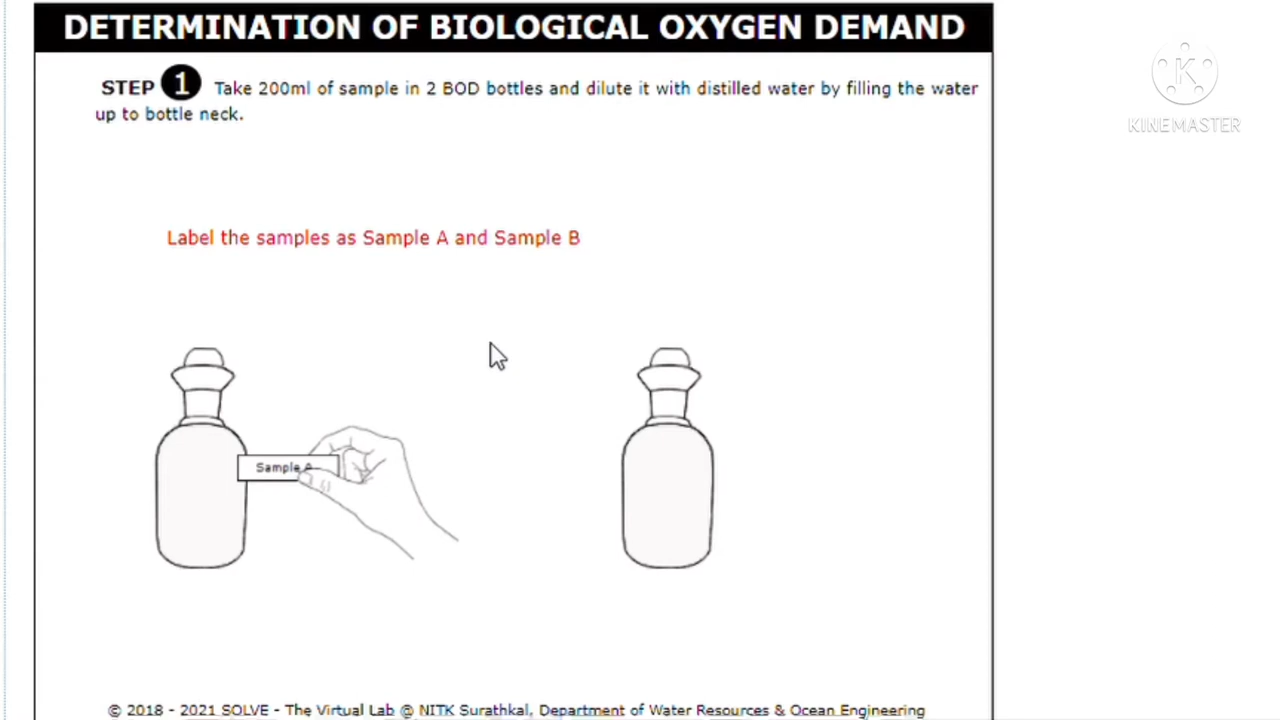 DETERMINATION OF BIOLOGICAL OXYGEN DEMAND
STEP 1 Take 200ml of sample in 2 BOD bottles and dilute it with distilled water by filling the water
up to bottle neck.
K
KINEMASTER
Label the samples as Sample A and Sample B
Sample A
© 2018 - 2021 SOLVE - The Virtual Lab @ NITK Surathkal, Department of Water Resources & Ocean Engineering